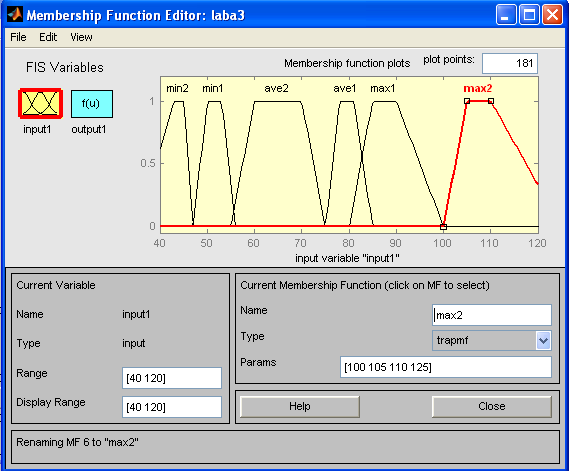 Membership Function Editor: laba3
File Edit View
FIS Variables
f(u)
input1 output1
Membership function plots plot points: 181
min2 min1 ave2 ave1 max1 max2
1
0.5
0
40 50 60 70 80 90 100 110 120
input variable "input1"
Current Variable
Name input1
Type input
Range [40 120]
Display Range [40 120]
Current Membership Function (click on MF to select)
Name max2
Type trapmf
Params [100 105 110 125]
Help Close
Renaming MF 6 to "max2"